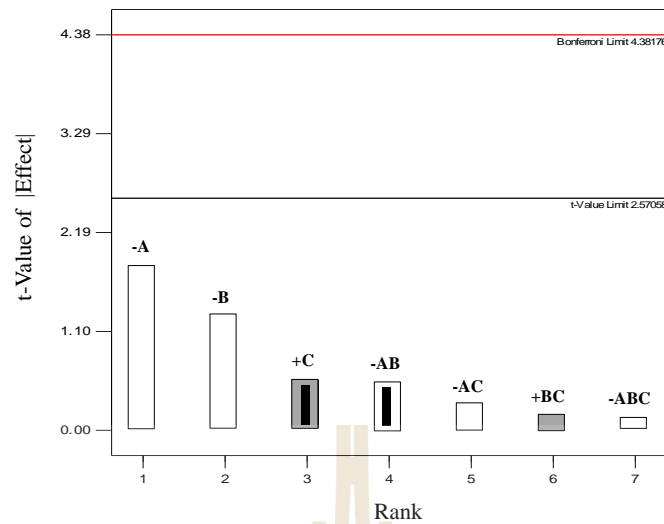 4.38
Bonferroni Limit 4.38176
3.29
t-Value Limit 2.57058
2.19
1.10
0.00
t-Value of |Effect|
-A
-B
+C
-AB
-AC
+BC
-ABC
1 2 3 4 5 6 7
Rank